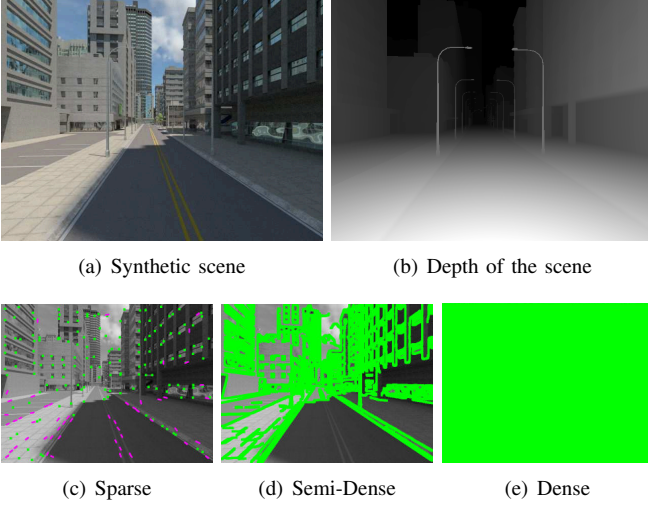 (a) Synthetic scene
(b) Depth of the scene
(c) Sparse
(d) Semi-Dense
(e) Dense